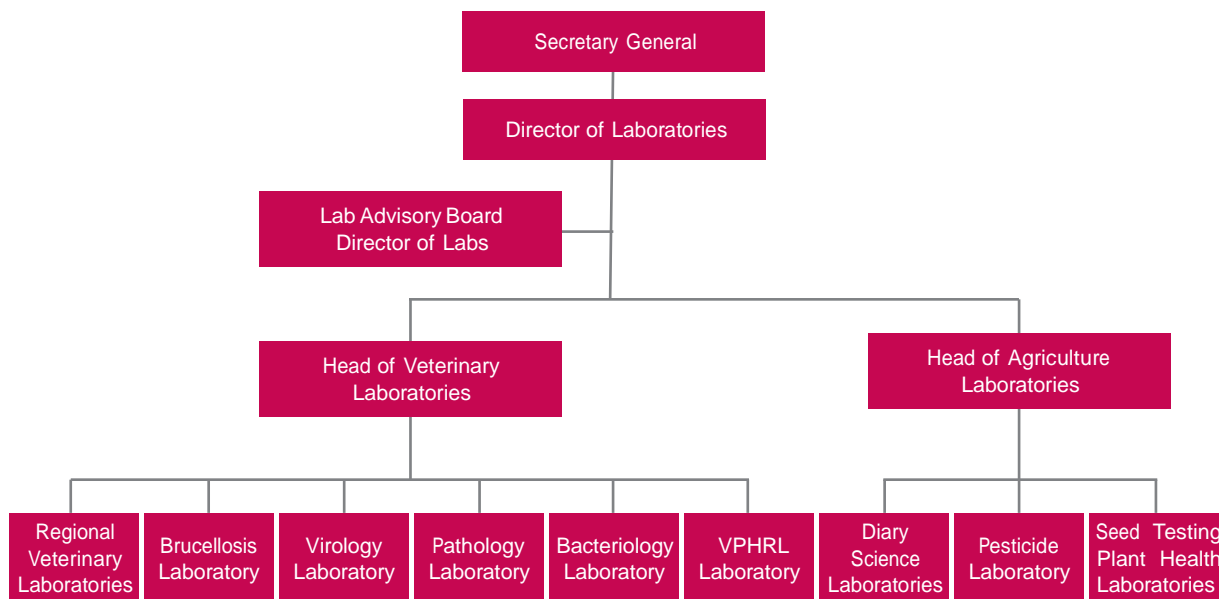 Secretary General
Director of Laboratories
Lab Advisory Board
Director of Labs
Head of Veterinary
Laboratories
Head of Agriculture
Laboratories
Regional
Veterinary
Laboratories
Brucellosis
Laboratory
Virology
Laboratory
Pathology
Laboratory
Bacteriology
Laboratory
VPHRL
Laboratory
Diary
Science
Laboratories
Pesticide
Laboratory
Seed Testing
Plant Health
Laboratories